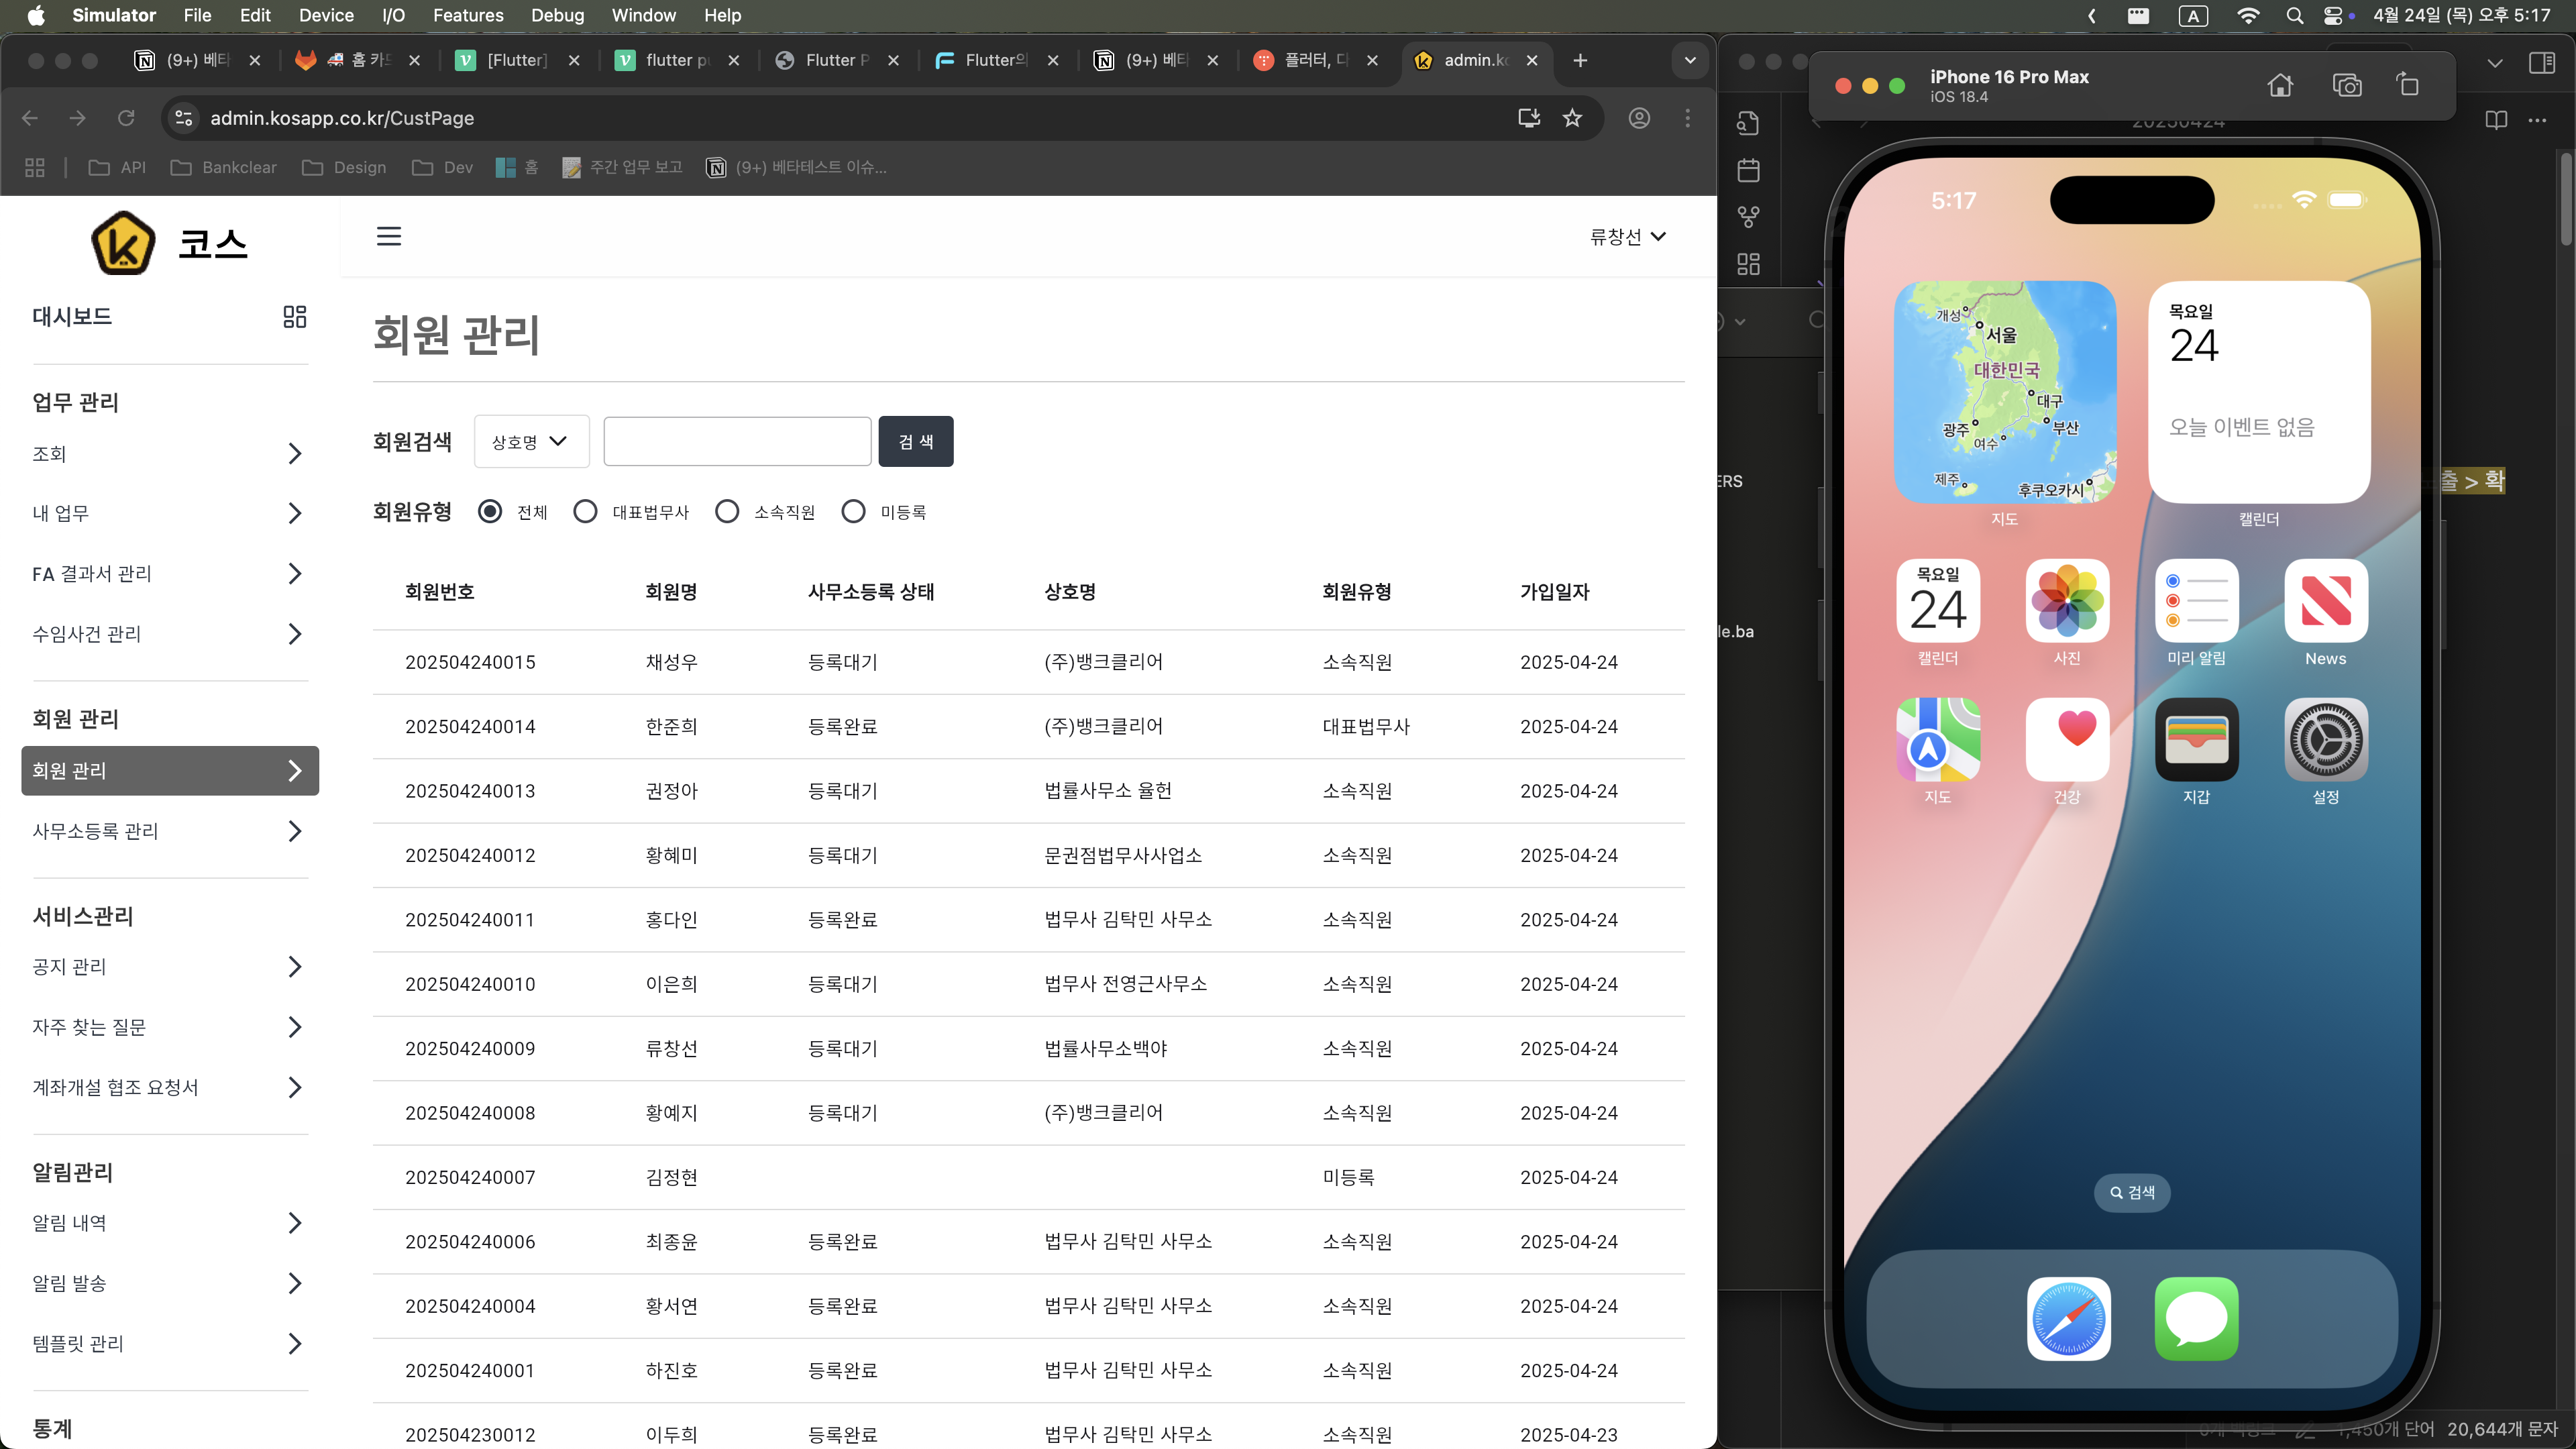 Simulator File Edit Device I/O Features Debug Window Help
A 4월 24일 (목) 오후 5:17
(9+) 베타 홈 카드 [Flutter] flutter pu Flutter P Flutter의 (9+) 베타 플러터, 다 admin.ko
admin.kosapp.co.kr/CustPage
API Bankclear Design Dev 홈 주간 업무 보고 (9+) 베타테스트 이슈...
코스
류창선
대시보드
업무 관리
조회
내 업무
FA 결과서 관리
수임사건 관리
회원 관리
회원 관리
사무소등록 관리
서비스관리
공지 관리
자주 찾는 질문
계좌개설 협조 요청서
알림관리
알림 내역
알림 발송
템플릿 관리
통계
회원 관리
회원검색 상호명 검 색
회원유형 전체 대표법무사 소속직원 미등록
회원번호 회원명 사무소등록 상태 상호명 회원유형 가입일자
202504240015 채성우 등록대기 (주)뱅크클리어 소속직원 2025-04-24
202504240014 한준희 등록완료 (주)뱅크클리어 대표법무사 2025-04-24
202504240013 권정아 등록대기 법률사무소 율헌 소속직원 2025-04-24
202504240012 황혜미 등록대기 문권점법무사사업소 소속직원 2025-04-24
202504240011 홍다인 등록완료 법무사 김탁민 사무소 소속직원 2025-04-24
202504240010 이은희 등록대기 법무사 전영근사무소 소속직원 2025-04-24
202504240009 류창선 등록대기 법률사무소백야 소속직원 2025-04-24
202504240008 황예지 등록대기 (주)뱅크클리어 소속직원 2025-04-24
202504240007 김정현 미등록 2025-04-24
202504240006 최종윤 등록완료 법무사 김탁민 사무소 소속직원 2025-04-24
202504240004 황서연 등록완료 법무사 김탁민 사무소 소속직원 2025-04-24
202504240001 하진호 등록완료 법무사 김탁민 사무소 소속직원 2025-04-24
202504230012 이두희 등록완료 법무사 김탁민 사무소 소속직원 2025-04-23
iPhone 16 Pro Max
iOS 18.4
20250424
ERS
le.ba
출 > 확
5:17
개성
서울
대한민국
대구
광주
부산
여수
제주
후쿠오카시
지도
목요일
24
오늘 이벤트 없음
캘린더
목요일
24
캘린더 사진 미리 알림 News
지도 건강 지갑 설정
검색
0개 백링크 1,450개 단어 20,644개 문자